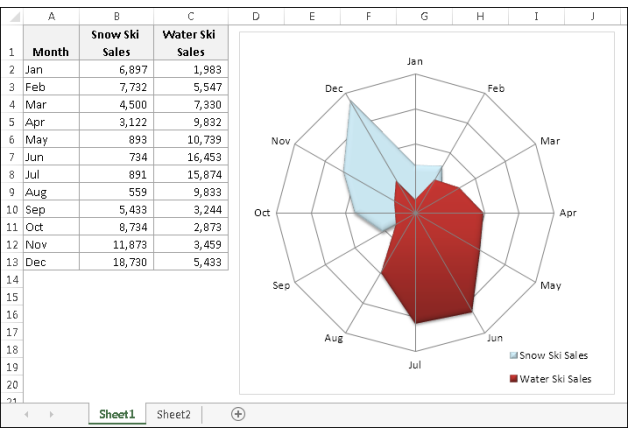 A B C D E F G H I J
1 Month Snow Ski Sales Water Ski Sales
2 Jan 6,897 1,983
3 Feb 7,732 5,547
4 Mar 4,500 7,330
5 Apr 3,122 9,832
6 May 893 10,739
7 Jun 734 16,453
8 Jul 891 15,874
9 Aug 559 9,833
10 Sep 5,433 3,244
11 Oct 8,734 2,873
12 Nov 11,873 3,459
13 Dec 18,730 5,433
14
15
16
17
18
19
20
21
Jan
Feb
Mar
Apr
May
Jun
Jul
Aug
Sep
Oct
Nov
Dec
Snow Ski Sales
Water Ski Sales
Sheet1 Sheet2